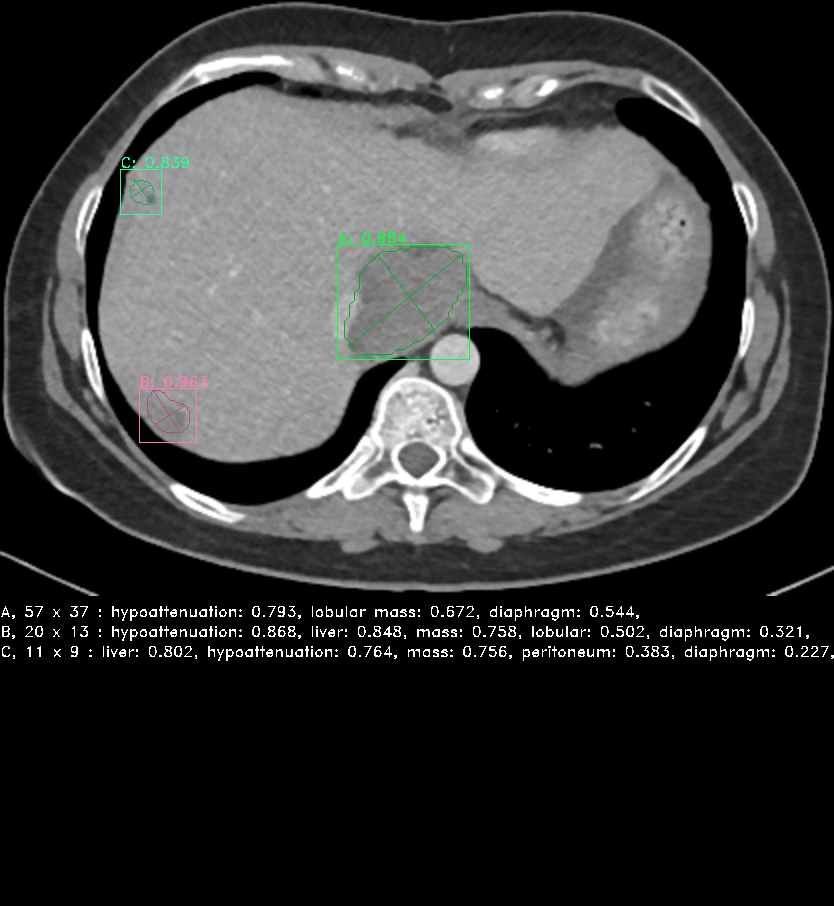 C: 0.839
A: 0.984
B: 0.963
A, 57 x 37 : hypoattenuation: 0.793, lobular mass: 0.672, diaphragm: 0.544,
B, 20 x 13 : hypoattenuation: 0.868, liver: 0.848, mass: 0.758, lobular: 0.502, diaphragm: 0.321,
C, 11 x 9 : liver: 0.802, hypoattenuation: 0.764, mass: 0.756, peritoneum: 0.383, diaphragm: 0.227,